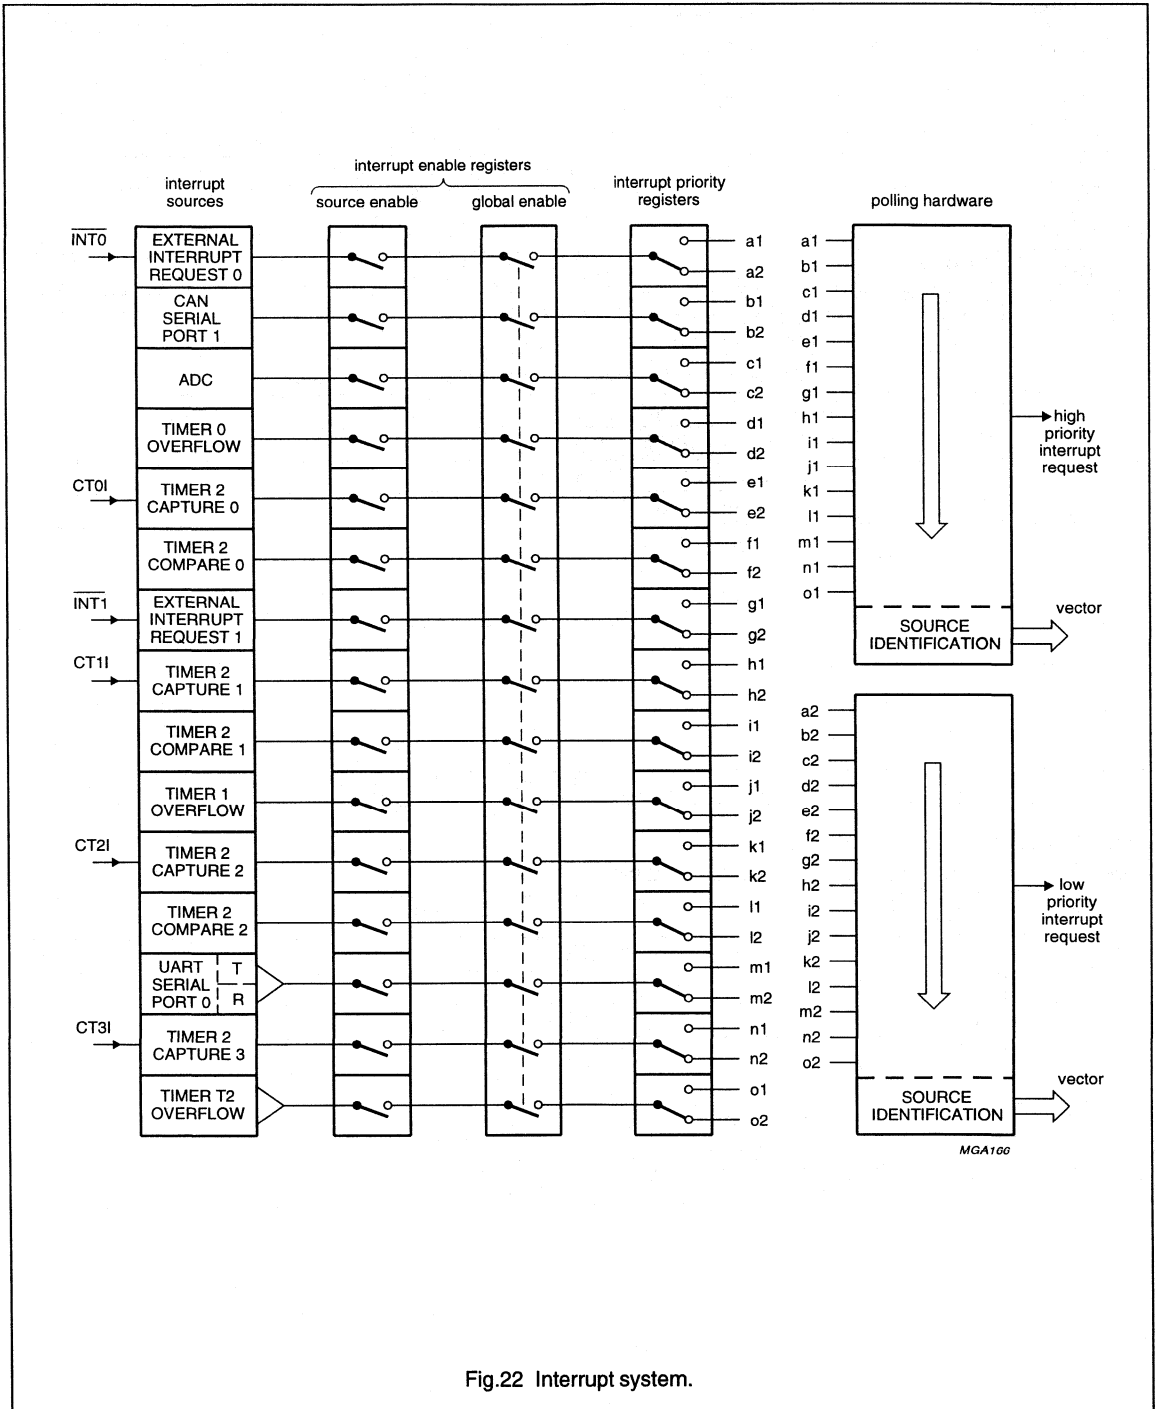 interrupt enable registers
interrupt
sources
source enable
global enable
interrupt priority
registers
polling hardware
INT0
EXTERNAL
INTERRUPT
REQUEST 0
CAN
SERIAL
PORT 1
ADC
TIMER 0
OVERFLOW
CT0I
TIMER 2
CAPTURE 0
TIMER 2
COMPARE 0
INT1
EXTERNAL
INTERRUPT
REQUEST 1
CT1I
TIMER 2
CAPTURE 1
TIMER 2
COMPARE 1
TIMER 1
OVERFLOW
CT2I
TIMER 2
CAPTURE 2
TIMER 2
COMPARE 2
UART
SERIAL
PORT 0
T
R
CT3I
TIMER 2
CAPTURE 3
TIMER T2
OVERFLOW
a1
a2
b1
b2
c1
c2
d1
d2
e1
e2
f1
f2
g1
g2
h1
h2
i1
i2
j1
j2
k1
k2
l1
l2
m1
m2
n1
n2
o1
o2
a1
b1
c1
d1
e1
f1
g1
h1
i1
j1
k1
l1
m1
n1
o1
high
priority
interrupt
request
SOURCE
IDENTIFICATION
vector
a2
b2
c2
d2
e2
f2
g2
h2
i2
j2
k2
l2
m2
n2
o2
low
priority
interrupt
request
SOURCE
IDENTIFICATION
vector
MGA166
Fig.22 Interrupt system.